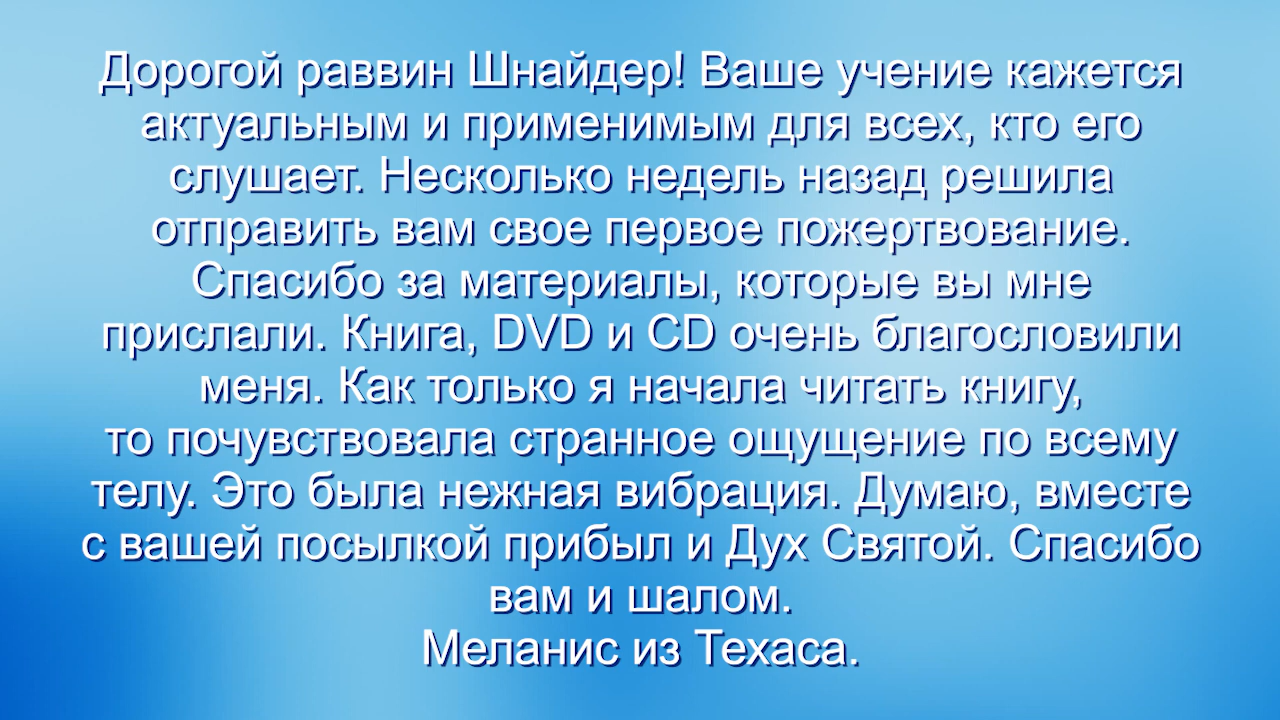 Дорогой раввин Шнайдер! Ваше учение кажется
актуальным и применимым для всех, кто его
слушает. Несколько недель назад решила
отправить вам свое первое пожертвование.
Спасибо за материалы, которые вы мне
прислали. Книга, DVD и CD очень благословили
меня. Как только я начала читать книгу,
то почувствовала странное ощущение по всему
телу. Это была нежная вибрация. Думаю, вместе
с вашей посылкой прибыл и Дух Святой. Спасибо
вам и шалом.
Меланис из Техаса.